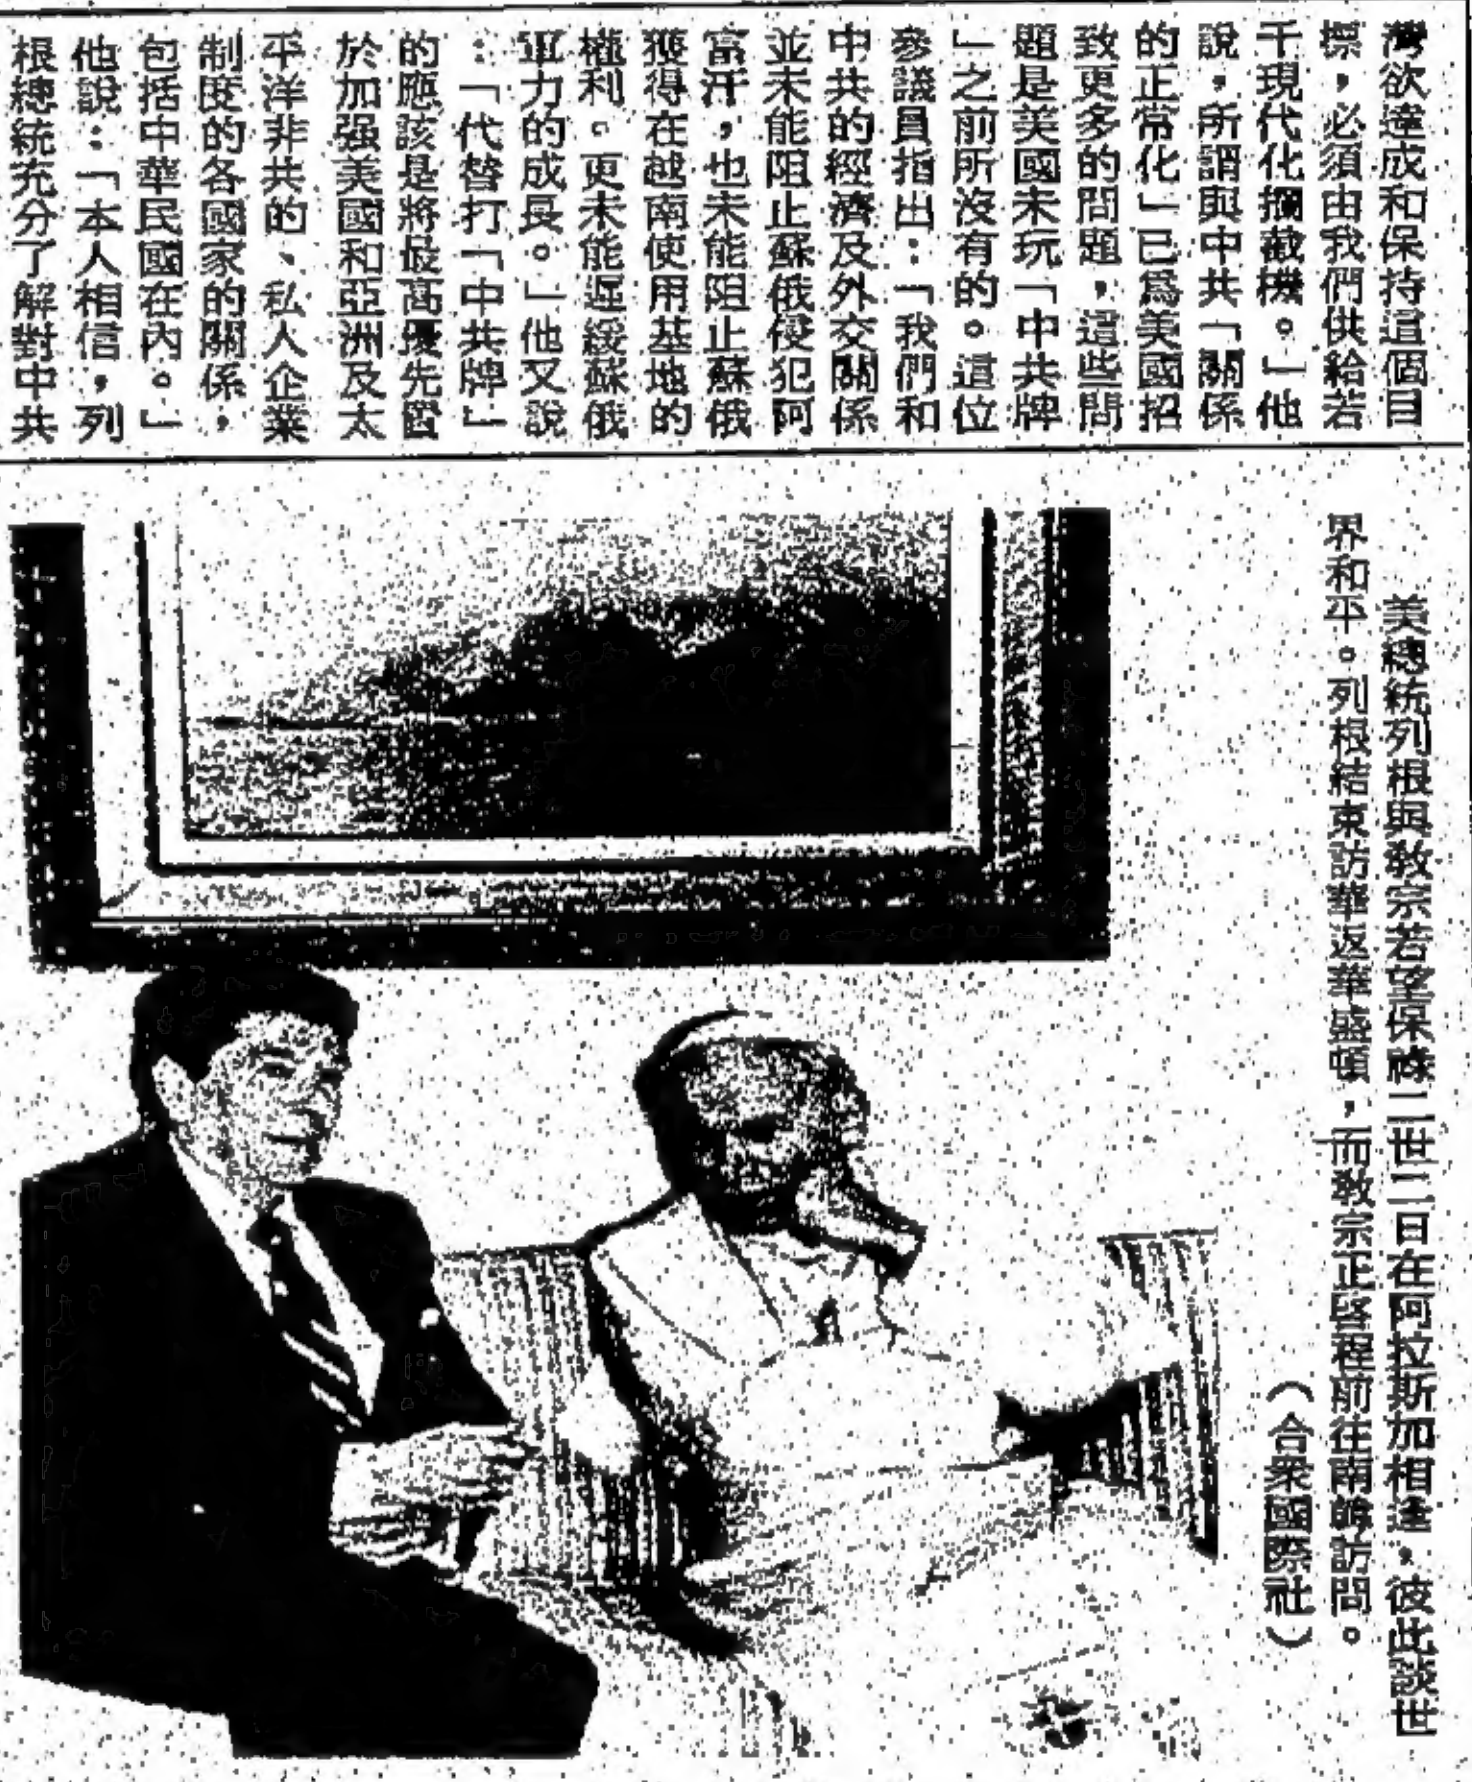 灣欲達成和保持這個目
標，必須由我們供給若
干現代化攔截機。」他
說，所謂與中共「關係
的正常化」已爲美國招
致更多的問題，這些問
題是美國未玩「中共牌
」之前所沒有的。這位
參議員指出：「我們和
中共的經濟及外交關係
並未能阻止蘇俄侵犯阿
富汗，也未能阻止蘇俄
獲得在越南使用基地的
權利。更未能遲緩蘇俄
軍力的成長。」他又說
：「代替打「中共牌」
的應該是將最高優先置
於加强美國和亞洲及太
平洋非共的、私人企業
制度的各國家的關係，
包括中華民國在內。」
他說：「本人相信，列
根總統充分了解對中共
美總統列根與敎宗若望保祿二世三日在阿拉斯加相逢，彼此談世
界和平。列根結束訪華返華盛頓，而敎宗正啓程前往南韓訪問。
（合衆國際社）